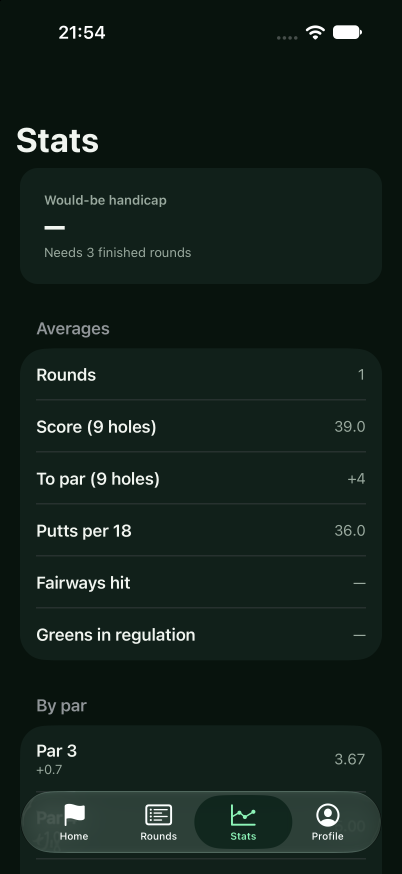 21:54
Stats
Would-be handicap
—
Needs 3 finished rounds
Averages
Rounds 1
Score (9 holes) 39.0
To par (9 holes) +4
Putts per 18 36.0
Fairways hit —
Greens in regulation —
By par
Par 3 3.67
+0.7
Home Rounds Stats Profile